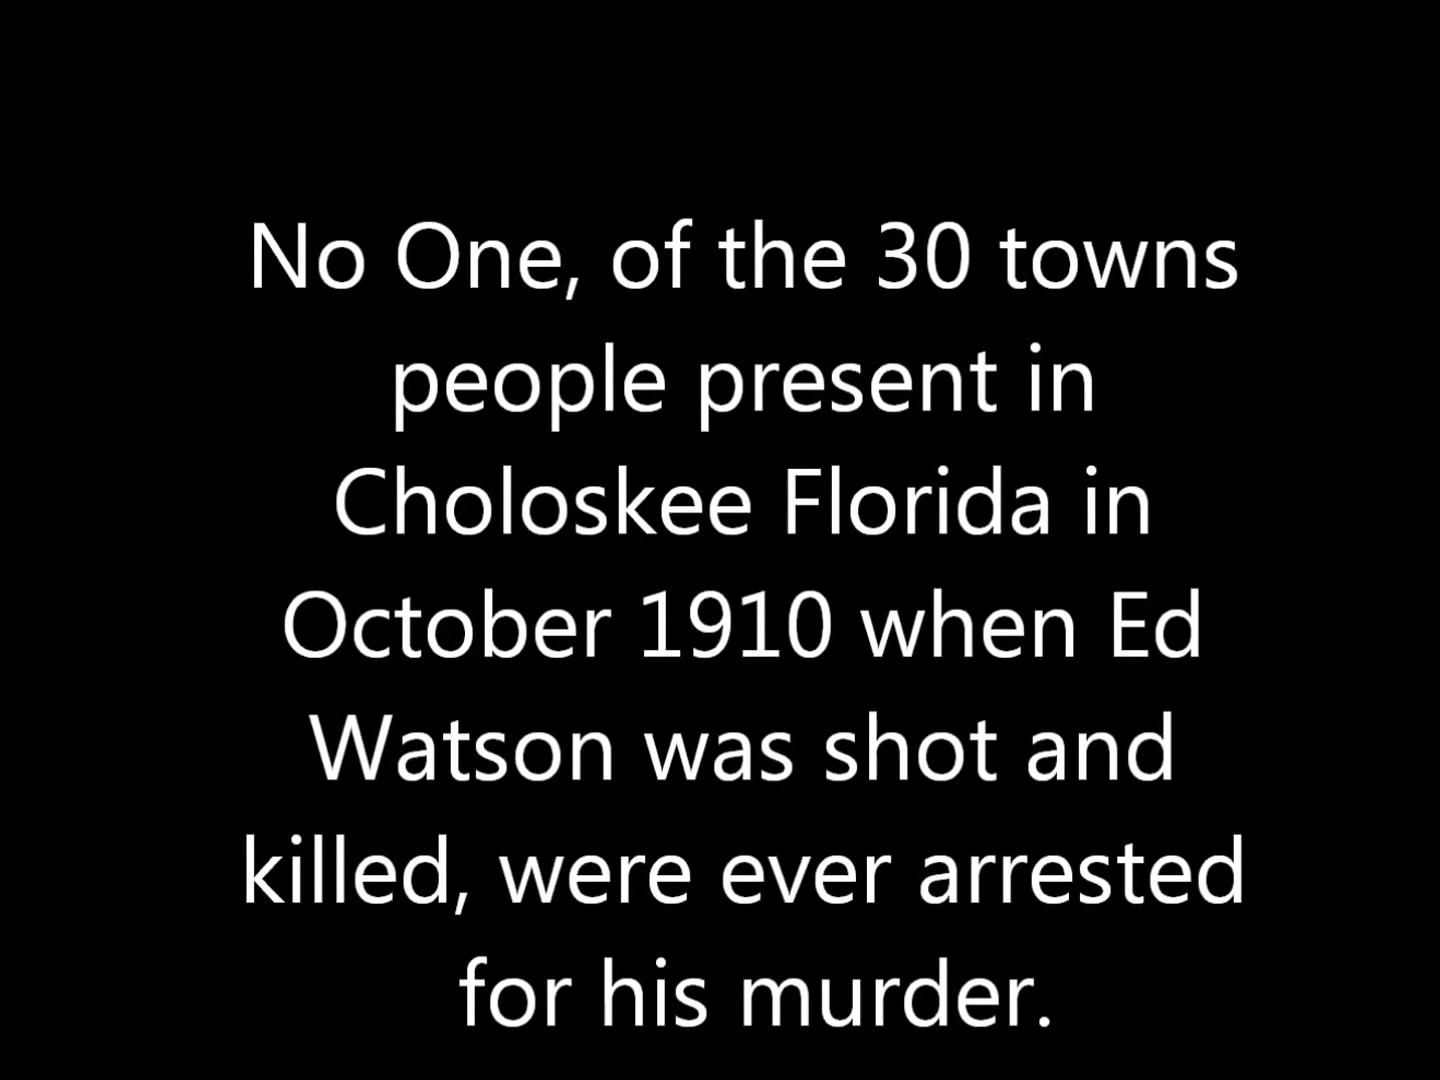 No One, of the 30 towns
people present in
Choloskee Florida in
October 1910 when Ed
Watson was shot and
killed, were ever arrested
for his murder.